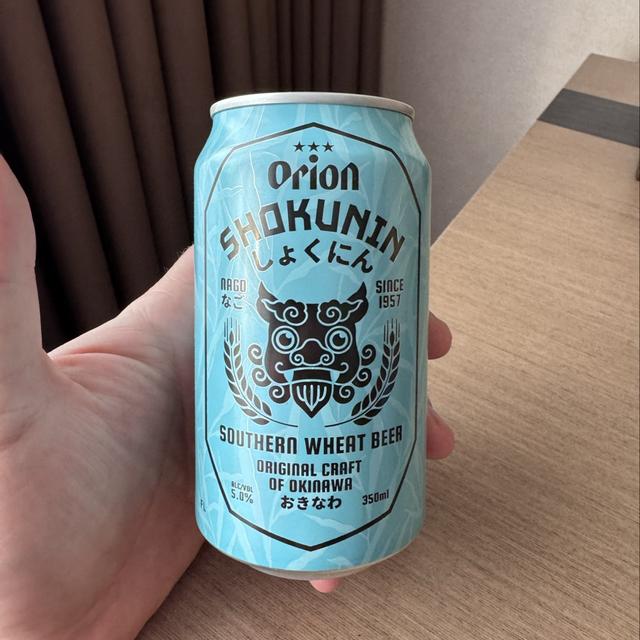 Orion
SHOKUNIN
しょくにん
NAGO
なご
SINCE
1957
SOUTHERN WHEAT BEER
ORIGINAL CRAFT
OF OKINAWA
おきなわ
ALC/VOL
5.0%
350ml
FL